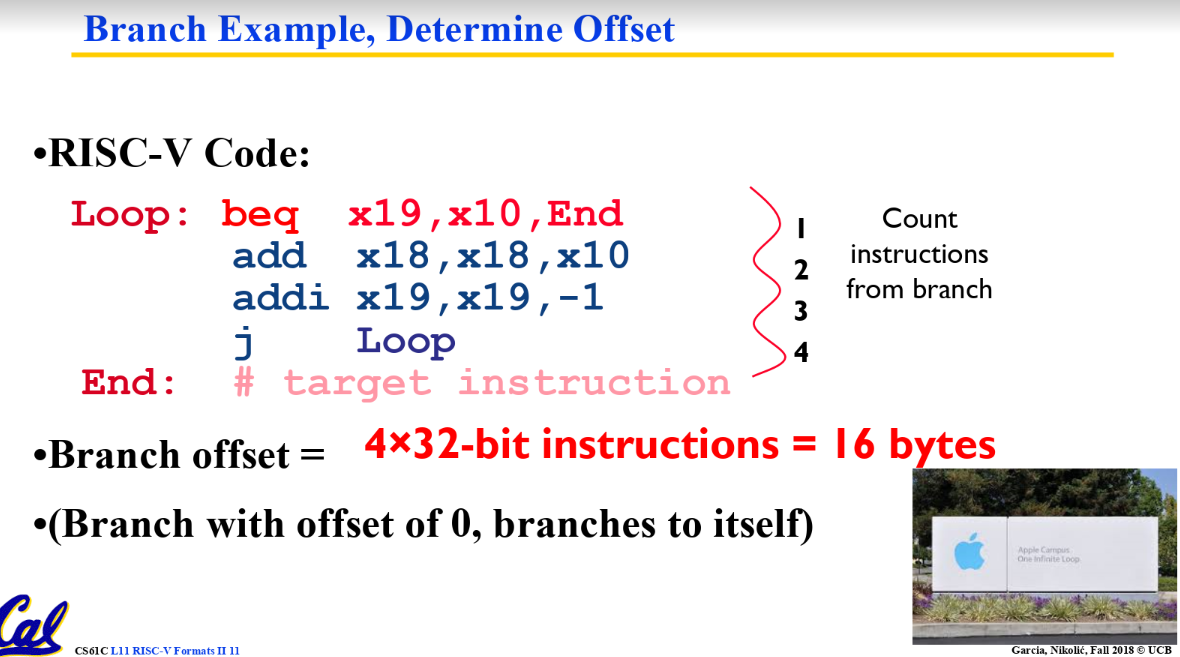 Branch Example, Determine Offset
•RISC-V Code:
Loop: beq x19,x10,End
add x18,x18,x10
addi x19,x19,-1
j Loop
End: # target instruction
1
2
3
4
Count
instructions
from branch
•Branch offset = 4×32-bit instructions = 16 bytes
•(Branch with offset of 0, branches to itself)
Apple Campus
One Infinite Loop
Cal
CS61C L11 RISC-V Formats II 11
Garcia, Nikolić, Fall 2018 © UCB